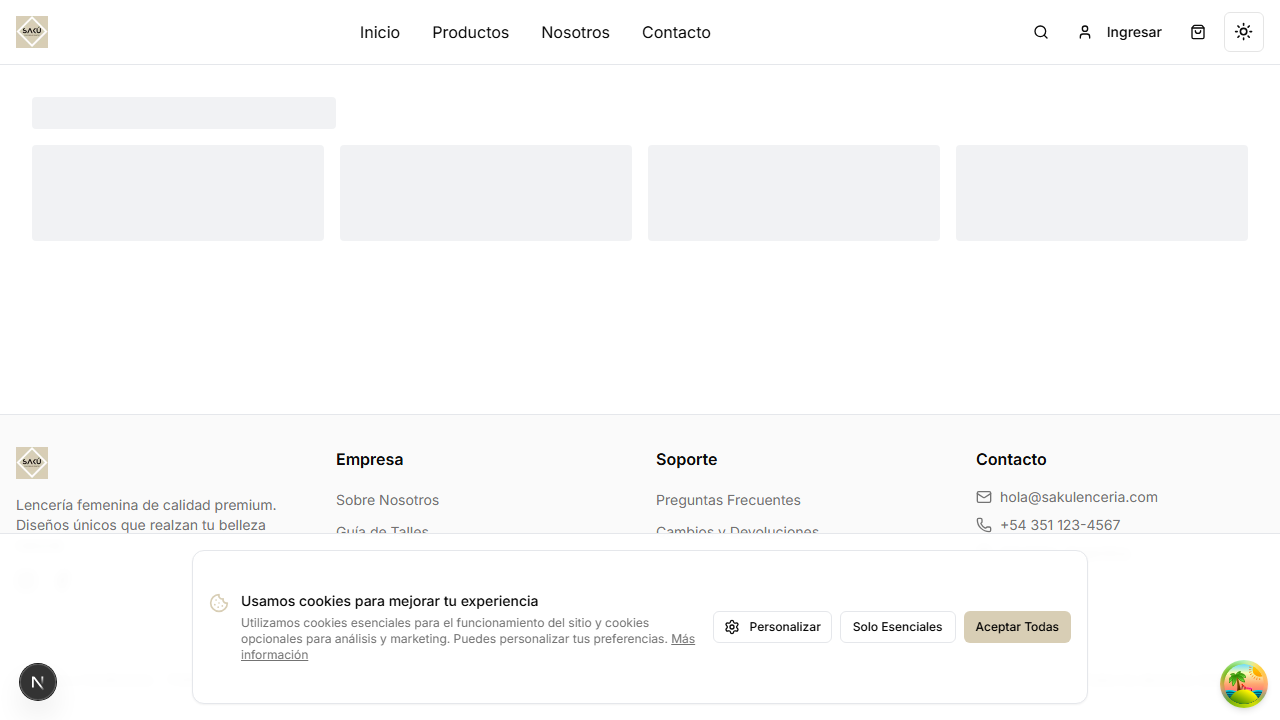 SAKÚ
Inicio
Productos
Nosotros
Contacto
Ingresar
SAKÚ
Lencería femenina de calidad premium.
Diseños únicos que realzan tu belleza
Empresa
Sobre Nosotros
Guía de Talles
Soporte
Preguntas Frecuentes
Cambios y Devoluciones
Contacto
hola@sakulenceria.com
+54 351 123-4567
Usamos cookies para mejorar tu experiencia
Utilizamos cookies esenciales para el funcionamiento del sitio y cookies
opcionales para análisis y marketing. Puedes personalizar tus preferencias. Más
información
Personalizar
Solo Esenciales
Aceptar Todas
N